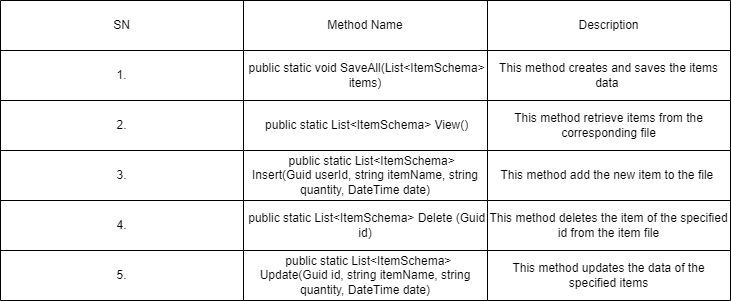 SN
Method Name
Description
1.
public static void SaveAll(List<ItemSchema>
items)
This method creates and saves the items
data
2.
public static List<ItemSchema> View()
This method retrieve items from the
corresponding file
3.
public static List<ItemSchema>
Insert(Guid userId, string itemName, string
quantity, DateTime date)
This method add the new item to the file
4.
public static List<ItemSchema> Delete (Guid
id)
This method deletes the item of the specified
id from the item file
5.
public static List<ItemSchema>
Update(Guid id, string itemName, string
quantity, DateTime date)
This method updates the data of the
specified items